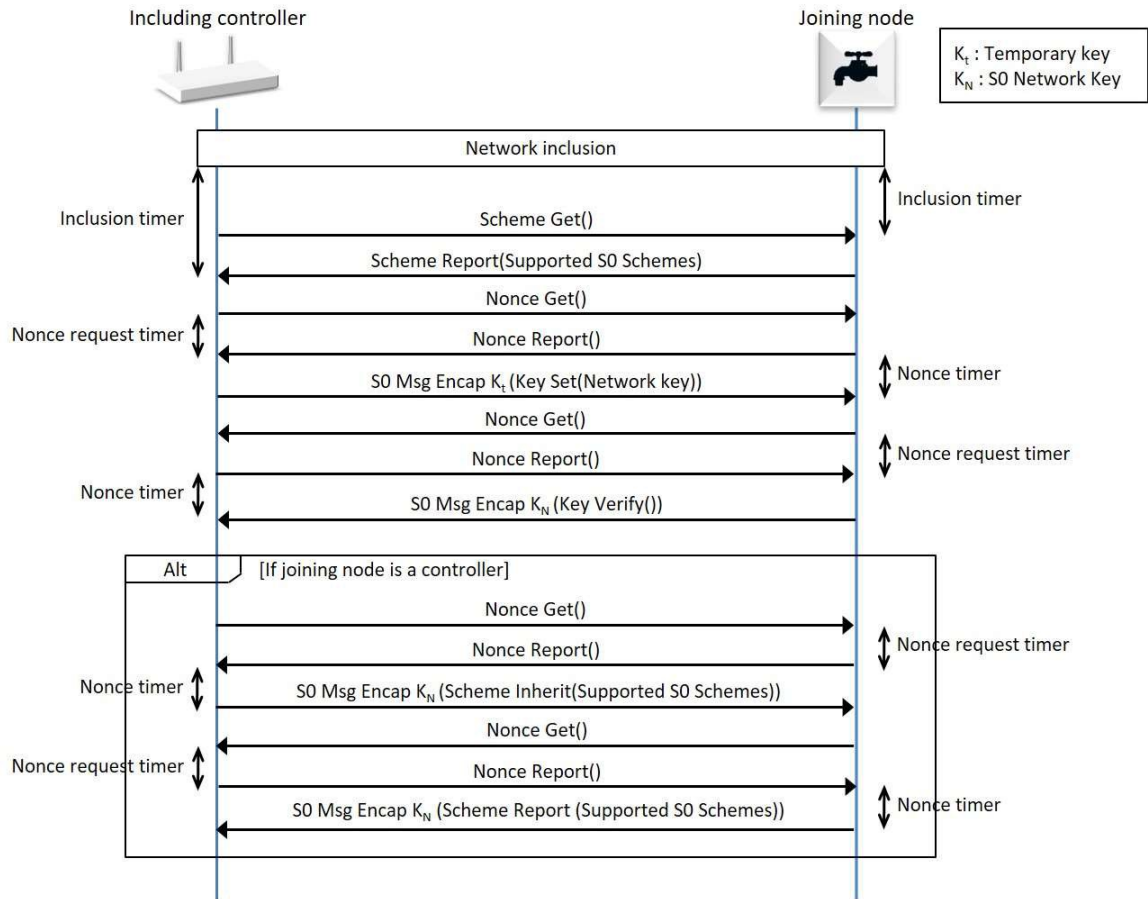 Including controller
Joining node
Kt : Temporary key
KN : S0 Network Key
Network inclusion
Inclusion timer
Inclusion timer
Scheme Get()
Scheme Report(Supported S0 Schemes)
Nonce Get()
Nonce request timer
Nonce Report()
Nonce timer
S0 Msg Encap Kt (Key Set(Network key))
Nonce Get()
Nonce request timer
Nonce Report()
Nonce timer
S0 Msg Encap KN (Key Verify())
Alt
[If joining node is a controller]
Nonce Get()
Nonce request timer
Nonce Report()
Nonce timer
S0 Msg Encap KN (Scheme Inherit(Supported S0 Schemes))
Nonce Get()
Nonce request timer
Nonce Report()
Nonce timer
S0 Msg Encap KN (Scheme Report (Supported S0 Schemes))